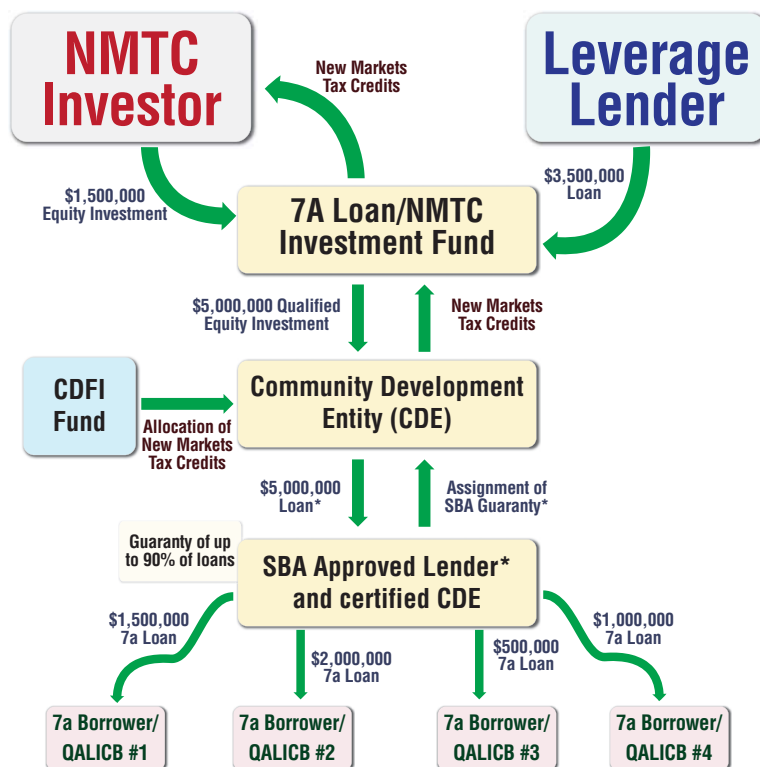 NMTC
Investor
New Markets
Tax Credits
Leverage
Lender
$1,500,000
Equity Investment
$3,500,000
Loan
7A Loan/NMTC
Investment Fund
$5,000,000 Qualified
Equity Investment
New Markets
Tax Credits
CDFI
Fund
Allocation of
New Markets
Tax Credits
Community Development
Entity (CDE)
$5,000,000
Loan*
Assignment of
SBA Guaranty*
Guaranty of up
to 90% of loans
SBA Approved Lender*
and certified CDE
$1,500,000
7a Loan
$2,000,000
7a Loan
$500,000
7a Loan
$1,000,000
7a Loan
7a Borrower/
QALICB #1
7a Borrower/
QALICB #2
7a Borrower/
QALICB #3
7a Borrower/
QALICB #4